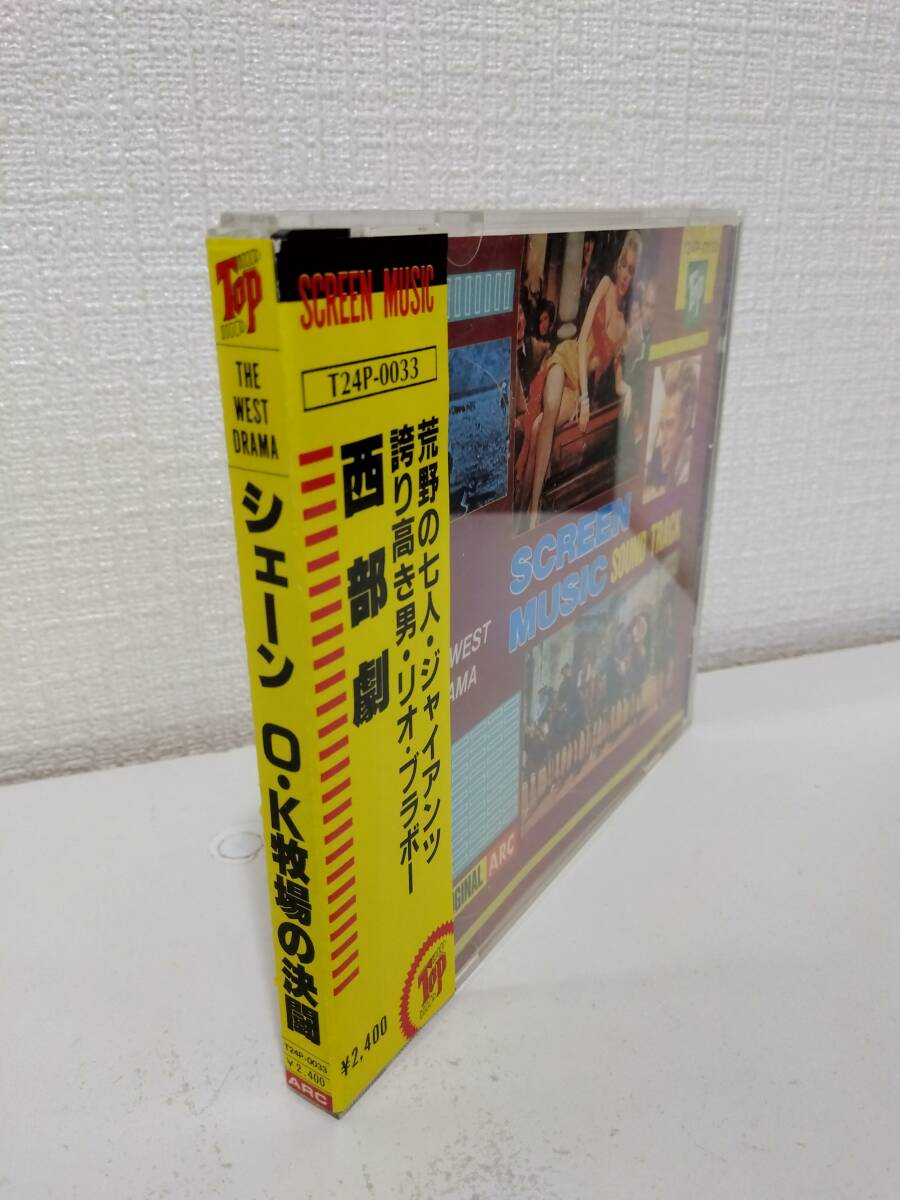 Top
THE
WEST
DRAMA
シェーン O・K牧場の決闘
T24P-0033
¥2,400
ARC
SCREEN MUSIC
T24P-0033
西部劇
荒野の七人・ジャイアンツ
誇り高き男・リオ・ブラボー
Top
¥2,400
SCREEN
MUSIC SOUND TRACK
WEST
AMA
GINAL ARC